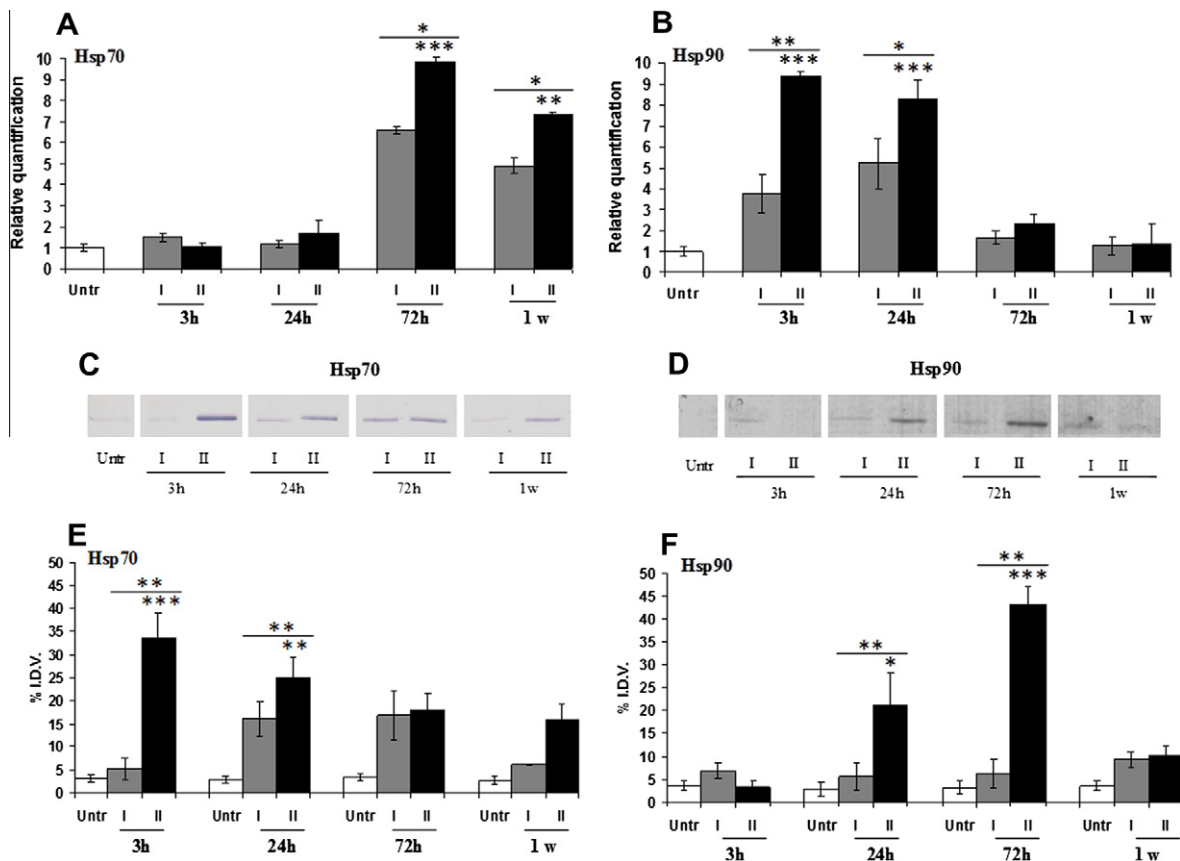 A
Hsp70
Relative quantification
10
9
8
7
6
5
4
3
2
1
0
*
***
*
**
Untr I II I II I II I II
3h 24h 72h 1 w
B
Hsp90
Relative quantification
10
9
8
7
6
5
4
3
2
1
0
**
***
*
***
Untr I II I II I II I II
3h 24h 72h 1 w
C
Hsp70
Untr I II I II I II I II
3h 24h 72h 1w
D
Hsp90
Untr I II I II I II I II
3h 24h 72h 1w
E
Hsp70
% I.D.V.
50
45
40
35
30
25
20
15
10
5
0
**
***
**
**
Untr I II Untr I II Untr I II Untr I II
3h 24h 72h 1 w
F
Hsp90
% I.D.V.
50
45
40
35
30
25
20
15
10
5
0
**
*
**
***
Untr I II Untr I II Untr I II Untr I II
3h 24h 72h 1 w